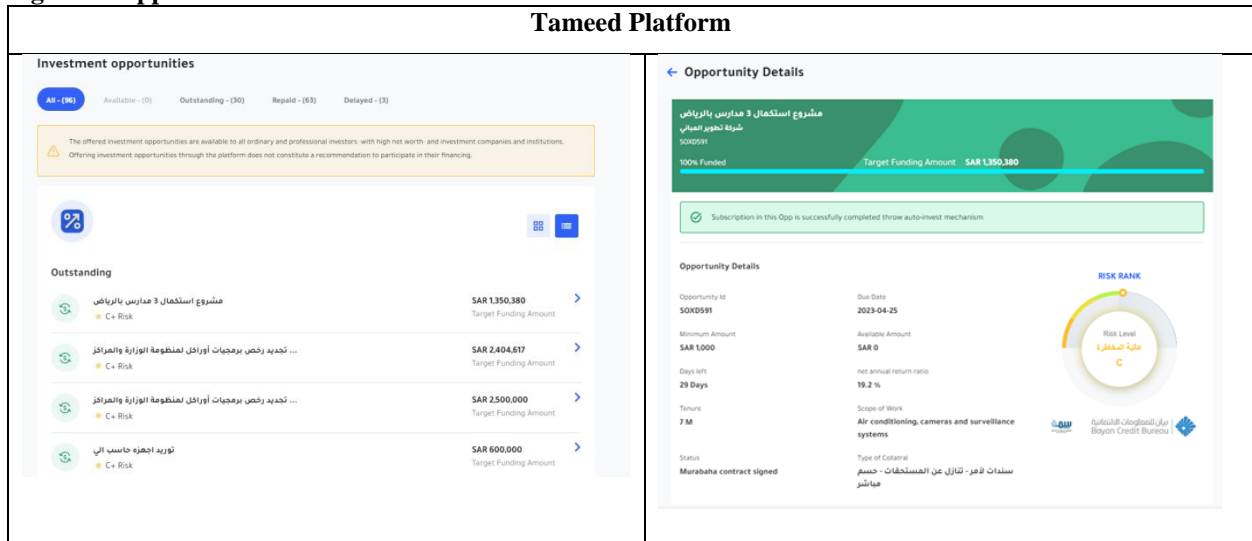 Tameed Platform
Investment opportunities
All - (96)
Available - (0)
Outstanding - (30)
Repaid - (63)
Delayed - (3)
The offered investment opportunities are available to all ordinary and professional investors with high net worth and investment companies and institutions.
Offering investment opportunities through the platform does not constitute a recommendation to participate in their financing.
Outstanding
مشروع استكمال 3 مدارس بالرياض
C+ Risk
SAR 1,350,380
Target Funding Amount
تجديد رخص برمجيات أوراكل لمنظومة الوزارة والمراكز ...
C+ Risk
SAR 2,404,617
Target Funding Amount
تجديد رخص برمجيات أوراكل لمنظومة الوزارة والمراكز ...
C+ Risk
SAR 2,500,000
Target Funding Amount
توريد اجهزه حاسب الي
C+ Risk
SAR 600,000
Target Funding Amount
← Opportunity Details
مشروع استكمال 3 مدارس بالرياض
شركة تطوير المباني
SOXD591
100% Funded
Target Funding Amount SAR 1,350,380
Subscription in this Opp is successfully completed throw auto-invest mechanism
Opportunity Details
Opportunity Id
SOXD591
Due Date
2023-04-25
Minimum Amount
SAR 1,000
Available Amount
SAR 0
Days left
29 Days
net annual return ratio
19.2 %
Tenure
7 M
Scope of Work
Air conditioning, cameras and surveillance
systems
Status
Murabaha contract signed
Type of Collatral
سندات لأمر - تنازل عن المستحقات - حسم
مباشر
RISK RANK
Risk Level
عالية المخاطرة
C
سمة
بيان للمعلومات الائتمانية
Bayan Credit Bureau